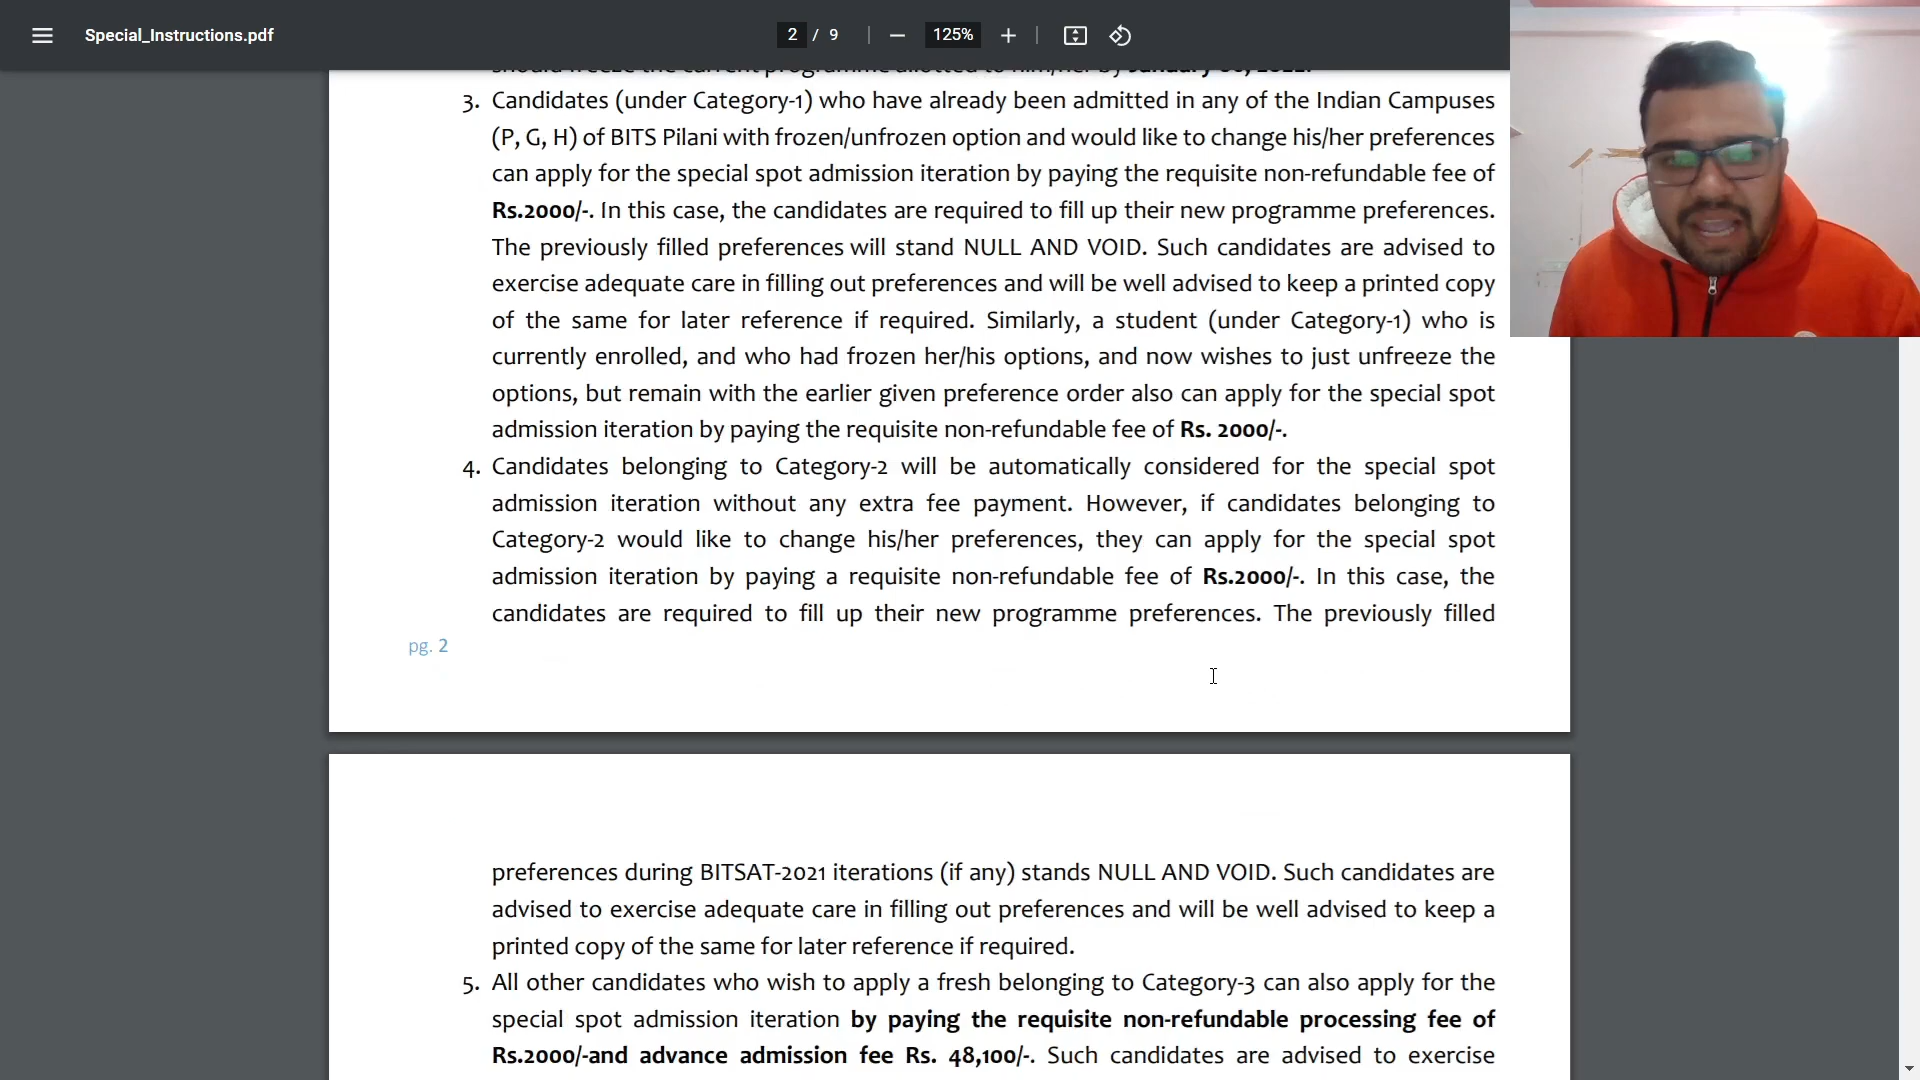 Special_Instructions.pdf
2 / 9
125%
should freeze the current programme allotted to him/her by January
3. Candidates (under Category-1) who have already been admitted in any of the Indian Campuses
(P, G, H) of BITS Pilani with frozen/unfrozen option and would like to change his/her preferences
can apply for the special spot admission iteration by paying the requisite non-refundable fee of
Rs.2000/-. In this case, the candidates are required to fill up their new programme preferences.
The previously filled preferences will stand NULL AND VOID. Such candidates are advised to
exercise adequate care in filling out preferences and will be well advised to keep a printed copy
of the same for later reference if required. Similarly, a student (under Category-1) who is
currently enrolled, and who had frozen her/his options, and now wishes to just unfreeze the
options, but remain with the earlier given preference order also can apply for the special spot
admission iteration by paying the requisite non-refundable fee of Rs. 2000/-.
4. Candidates belonging to Category-2 will be automatically considered for the special spot
admission iteration without any extra fee payment. However, if candidates belonging to
Category-2 would like to change his/her preferences, they can apply for the special spot
admission iteration by paying a requisite non-refundable fee of Rs.2000/-. In this case, the
candidates are required to fill up their new programme preferences. The previously filled
pg. 2
preferences during BITSAT-2021 iterations (if any) stands NULL AND VOID. Such candidates are
advised to exercise adequate care in filling out preferences and will be well advised to keep a
printed copy of the same for later reference if required.
5. All other candidates who wish to apply a fresh belonging to Category-3 can also apply for the
special spot admission iteration by paying the requisite non-refundable processing fee of
Rs.2000/-and advance admission fee Rs. 48,100/-. Such candidates are advised to exercise